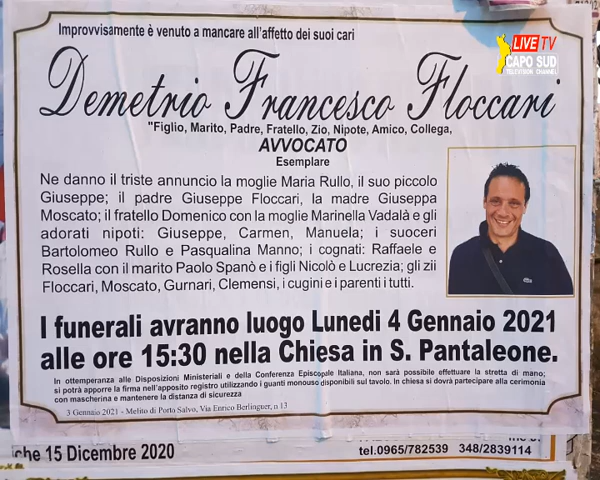 Improvvisamente è venuto a mancare all'affetto dei suoi cari
LIVE TV
CAPO SUD
TELEVISION CHANNEL
Demetrio Francesco Floccari
"Figlio, Marito, Padre, Fratello, Zio, Nipote, Amico, Collega,
AVVOCATO
Esemplare
Ne danno il triste annuncio la moglie Maria Rullo, il suo piccolo
Giuseppe; il padre Giuseppe Floccari, la madre Giuseppa
Moscato; il fratello Domenico con la moglie Marinella Vadalà e gli
adorati nipoti: Giuseppe, Carmen, Manuela; i suoceri
Bartolomeo Rullo e Pasqualina Manno; i cognati: Raffaele e
Rosella con il marito Paolo Spanò e i figli Nicolò e Lucrezia; gli zii
Floccari, Moscato, Gurnari, Clemensi, i cugini e i parenti tutti.
I funerali avranno luogo Lunedi 4 Gennaio 2021
alle ore 15:30 nella Chiesa in S. Pantaleone.
In ottemperanza alle Disposizioni Ministeriali e della Conferenza Episcopale Italiana, non sarà possibile effettuare la stretta di mano;
si potrà apporre la firma nell'apposito registro utilizzando i guanti monouso disponibili sul tavolo. In chiesa si dovrà partecipare alla cerimonia
con mascherina e mantenere la distanza di sicurezza
3 Gennaio 2021 - Melito di Porto Salvo, Via Enrico Berlinguer, n 13
che 15 Dicembre 2020
tel.0965/782539 348/2839114